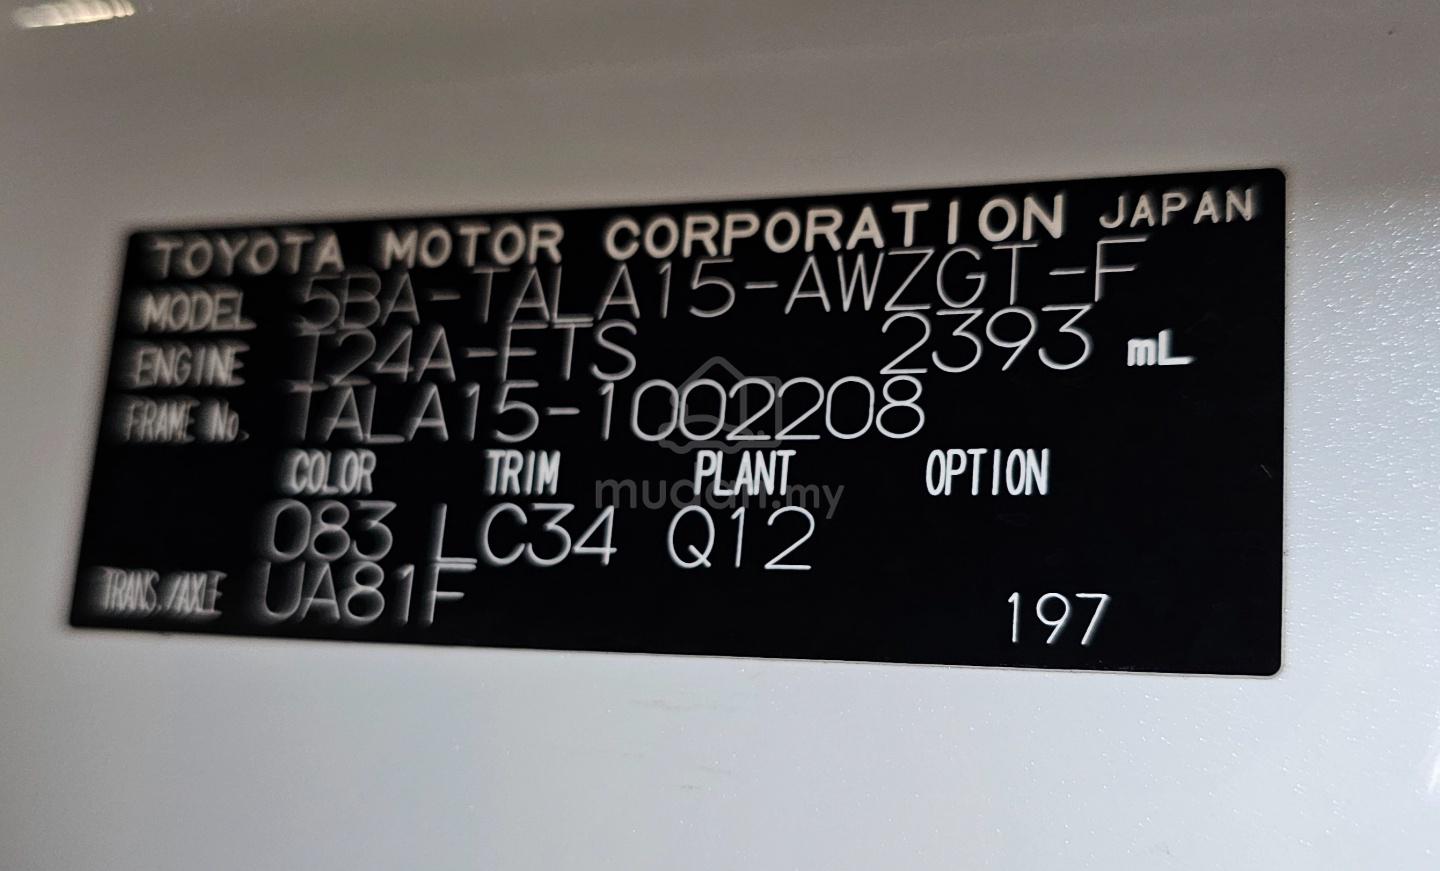 TOYOTA MOTOR CORPORATION JAPAN
MODEL 5BA-TALA15-AWZGT-F
ENGINE T24A-FTS 2393 mL
FRAME No. TALA15-1002208
COLOR TRIM PLANT OPTION
083 LC34 Q12
TRANS./AXLE UA81F
197
mudah.my